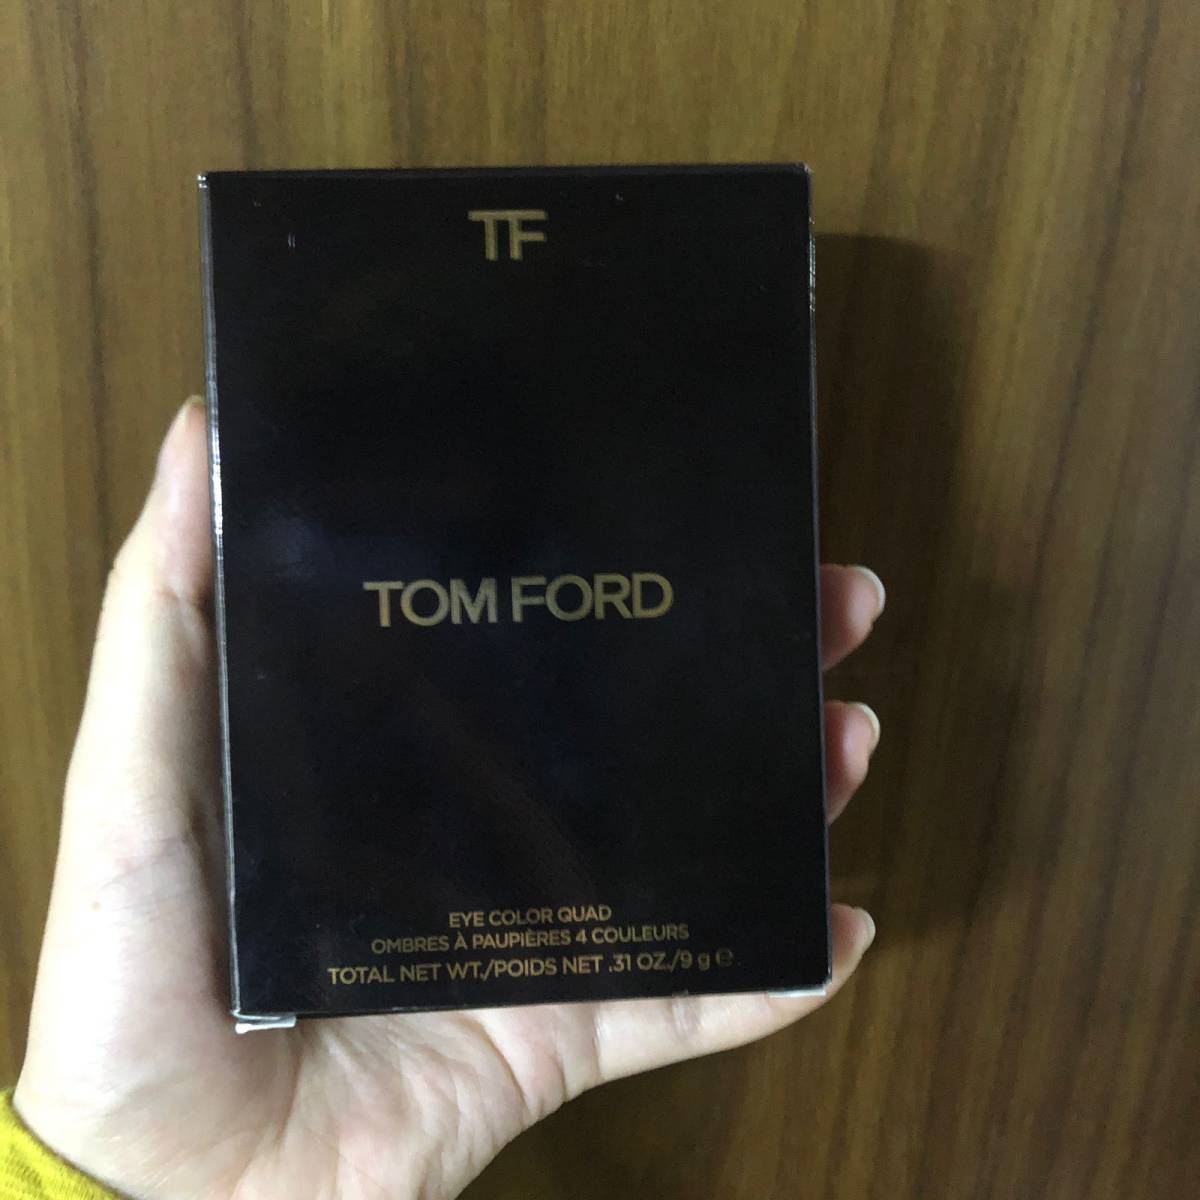 TF
TOM FORD
EYE COLOR QUAD
OMBRES À PAUPIÈRES 4 COULEURS
TOTAL NET WT./POIDS NET .31 OZ./9 g ℮